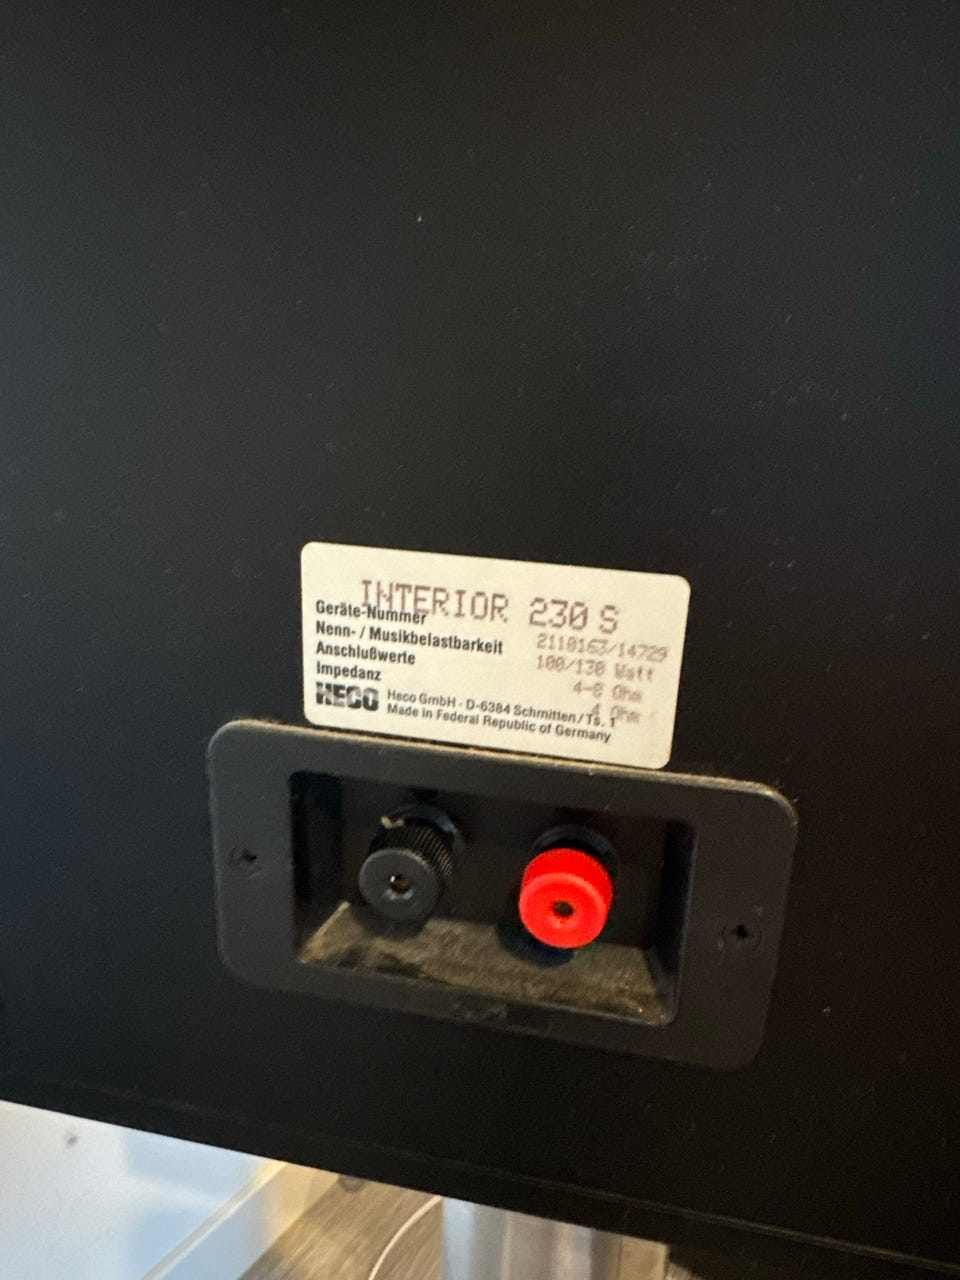 INTERIOR 230 S
Geräte-Nummer 2110163/14729
Nenn- / Musikbelastbarkeit 100/130 Watt
Anschlußwerte 4-8 Ohm
Impedanz 4 Ohm
HECO Heco GmbH · D-6384 Schmitten/Ts. 1
Made in Federal Republic of Germany